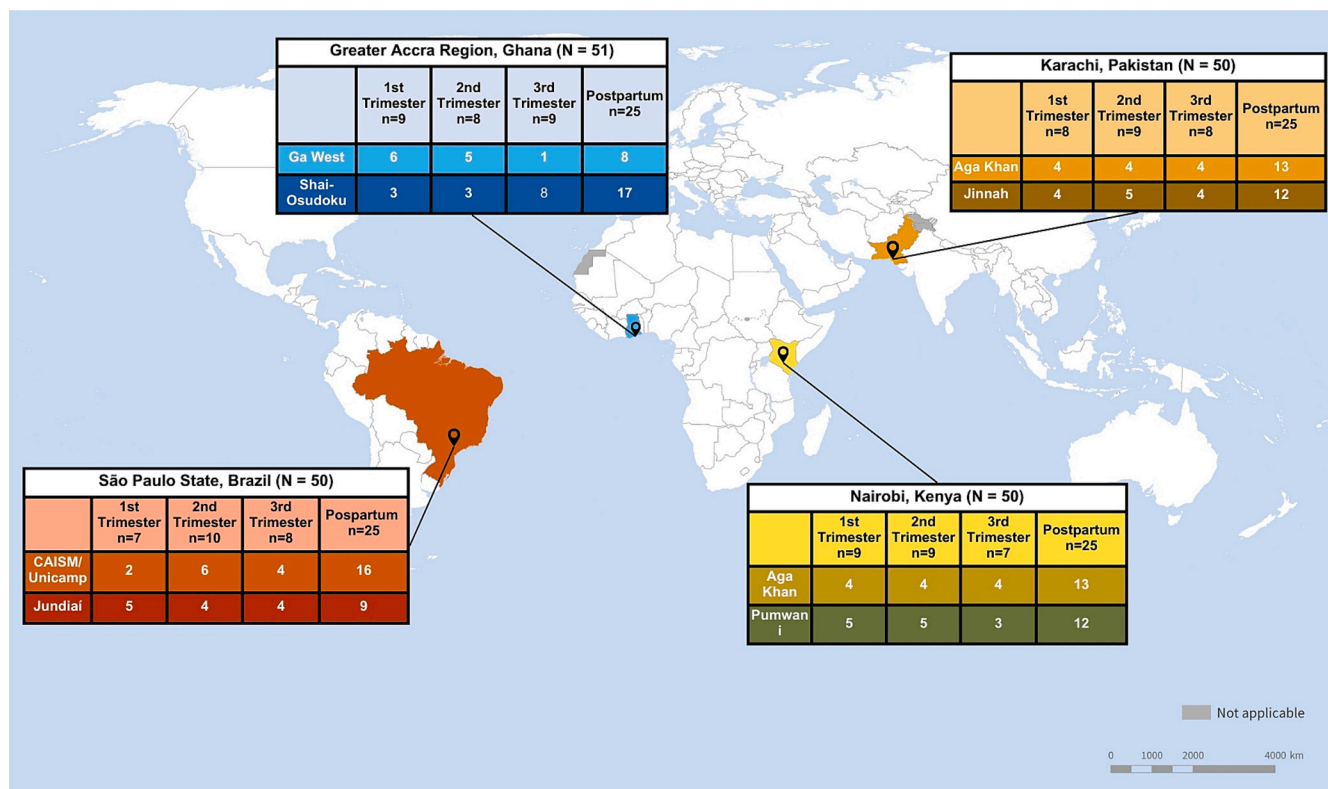 Greater Accra Region, Ghana (N = 51)
1st Trimester n=9 2nd Trimester n=8 3rd Trimester n=9 Postpartum n=25
Ga West 6 5 1 8
Shai-Osudoku 3 3 8 17
Karachi, Pakistan (N = 50)
1st Trimester n=8 2nd Trimester n=9 3rd Trimester n=8 Postpartum n=25
Aga Khan 4 4 4 13
Jinnah 4 5 4 12
São Paulo State, Brazil (N = 50)
1st Trimester n=7 2nd Trimester n=10 3rd Trimester n=8 Pospartum n=25
CAISM/Unicamp 2 6 4 16
Jundiaí 5 4 4 9
Nairobi, Kenya (N = 50)
1st Trimester n=9 2nd Trimester n=9 3rd Trimester n=7 Postpartum n=25
Aga Khan 4 4 4 13
Pumwani 5 5 3 12
Not applicable
0 1000 2000 4000 km